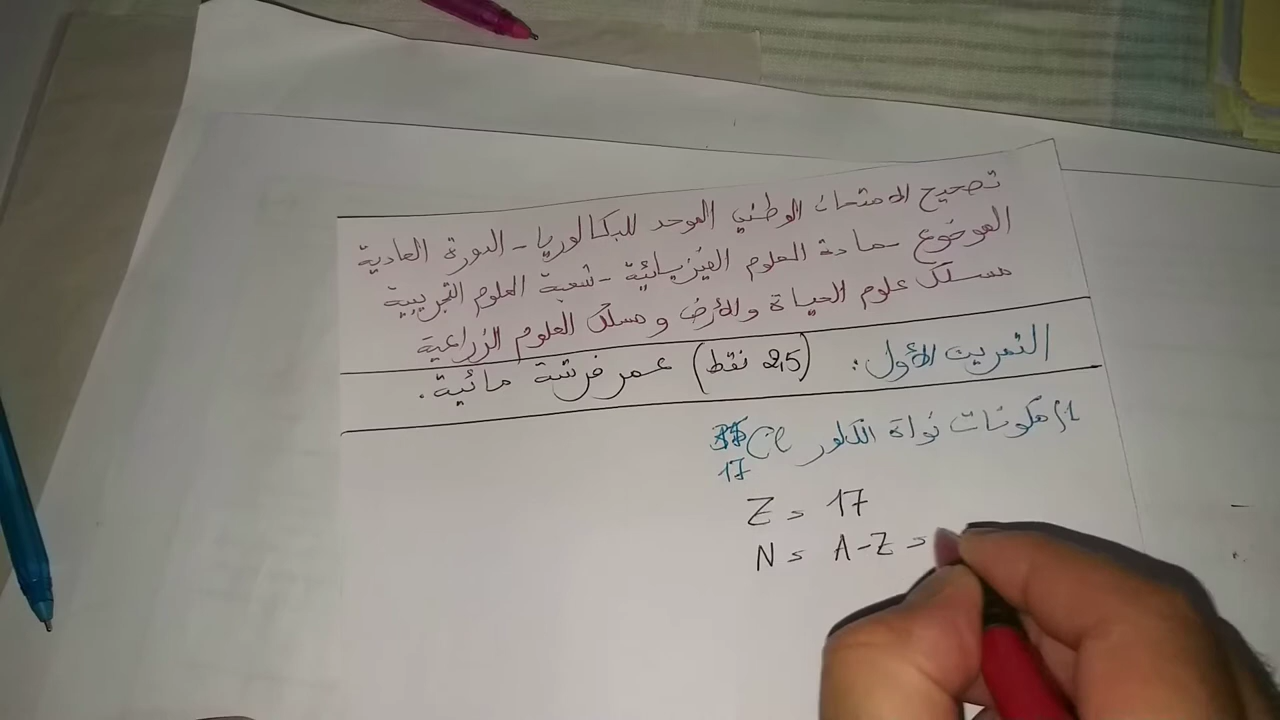 تصحيح الامتحان الوطني الموحد للبكالوريا - الدورة العادية
الموضوع - مادة العلوم الفيزيائية - شعبة العلوم التجريبية
مسلك علوم الحياة والأرض ومسلك العلوم الزراعية
التمرين الأول: (2,5 نقط) عمر فرشة مائية.
1) مكونات نواة الكلور Cl
17
Z = 17
N = A-Z =